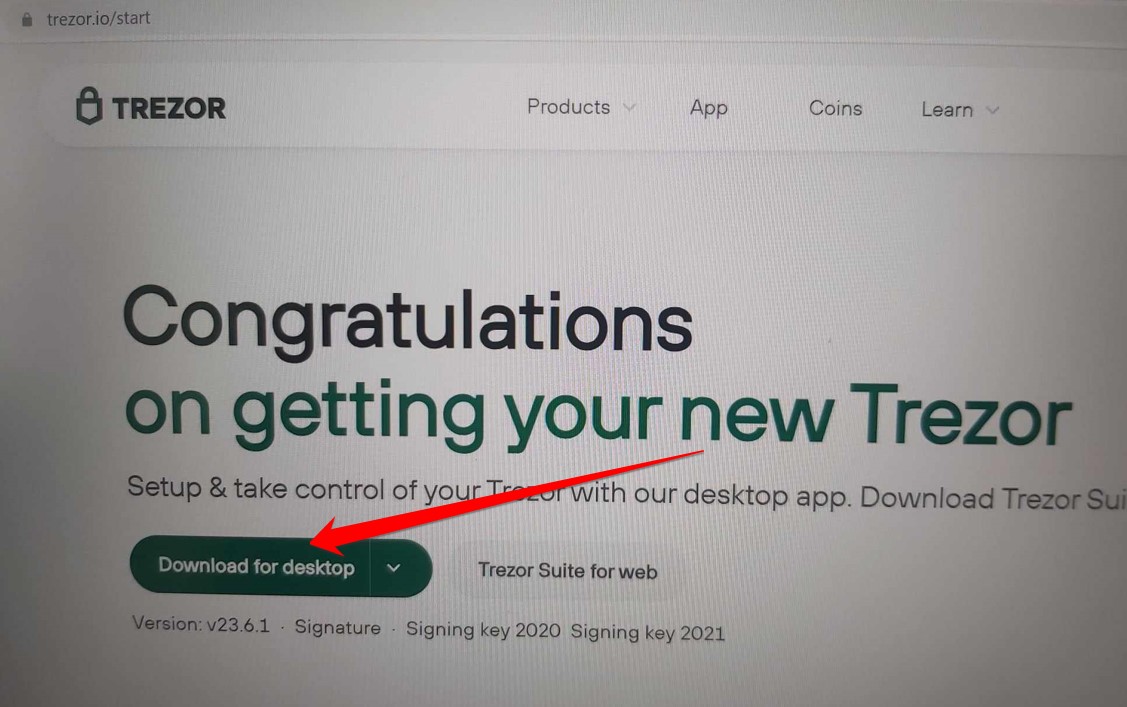 trezor.io/start
TREZOR Products App Coins Learn
Congratulations
on getting your new Trezor
Setup & take control of your Trezor with our desktop app. Download Trezor Sui
Download for desktop Trezor Suite for web
Version: v23.6.1 · Signature · Signing key 2020 Signing key 2021